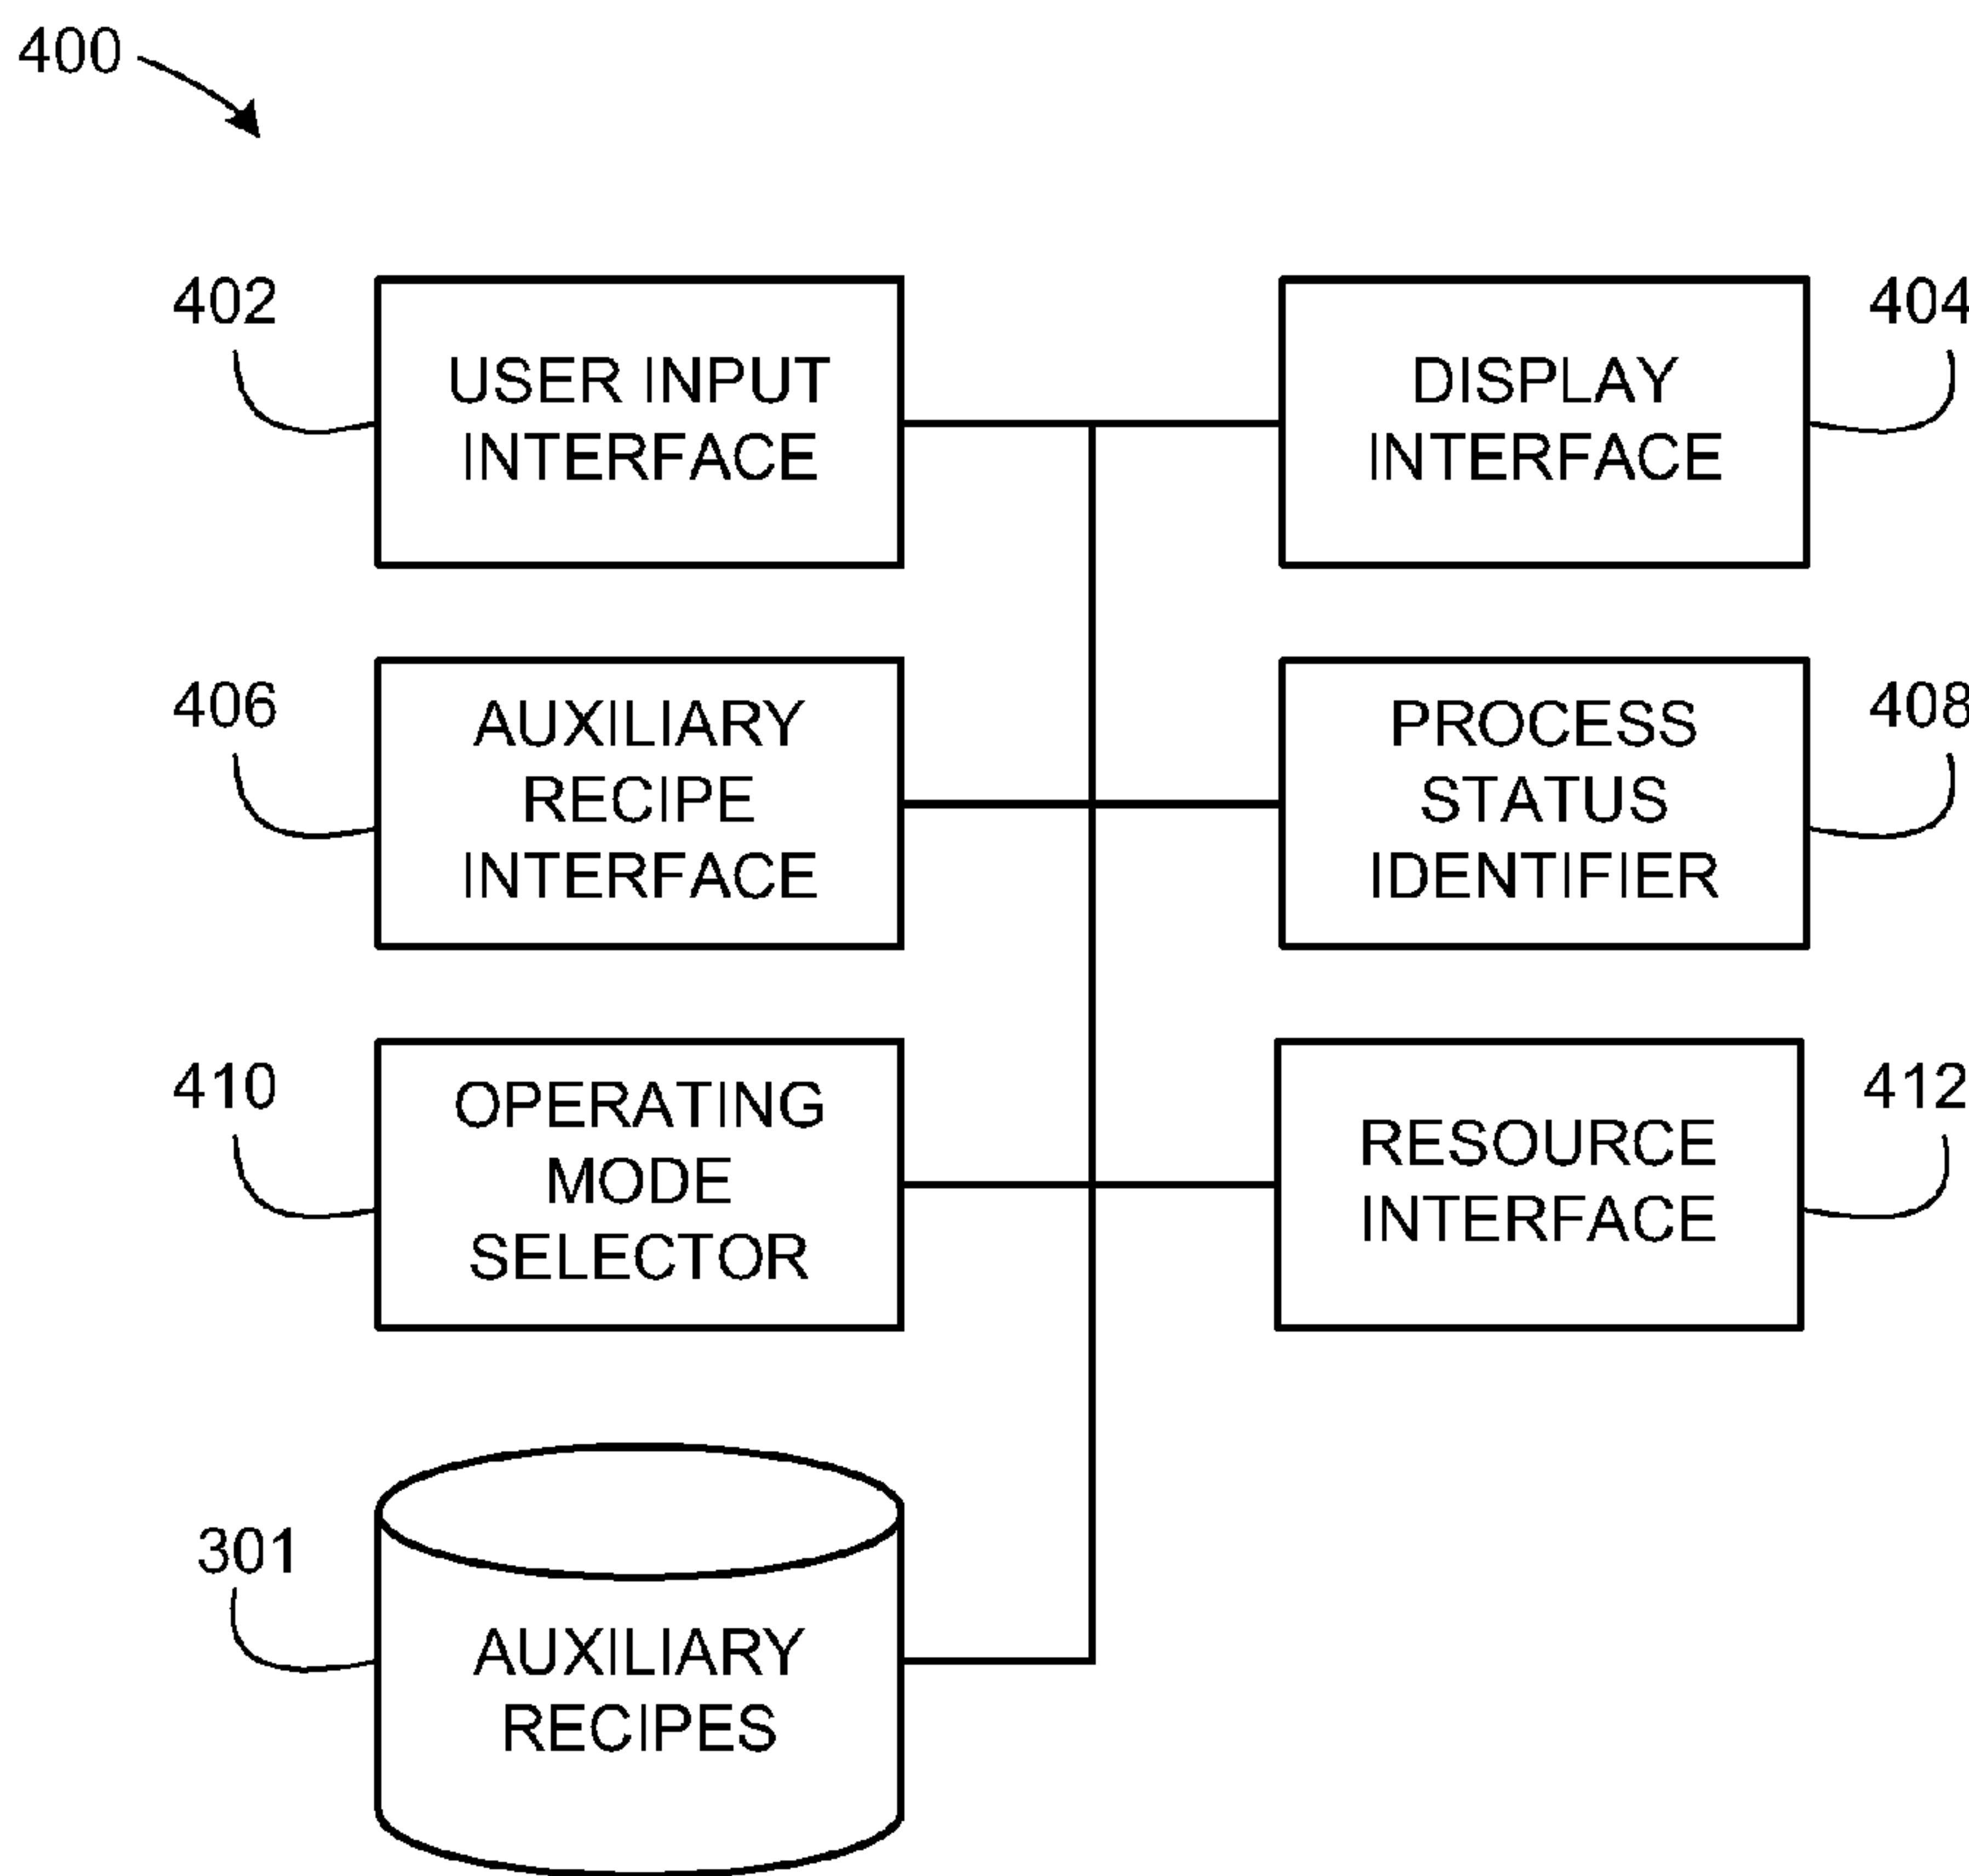 400
402
USER INPUT
INTERFACE
404
DISPLAY
INTERFACE
406
AUXILIARY
RECIPE
INTERFACE
408
PROCESS
STATUS
IDENTIFIER
410
OPERATING
MODE
SELECTOR
412
RESOURCE
INTERFACE
301
AUXILIARY
RECIPES